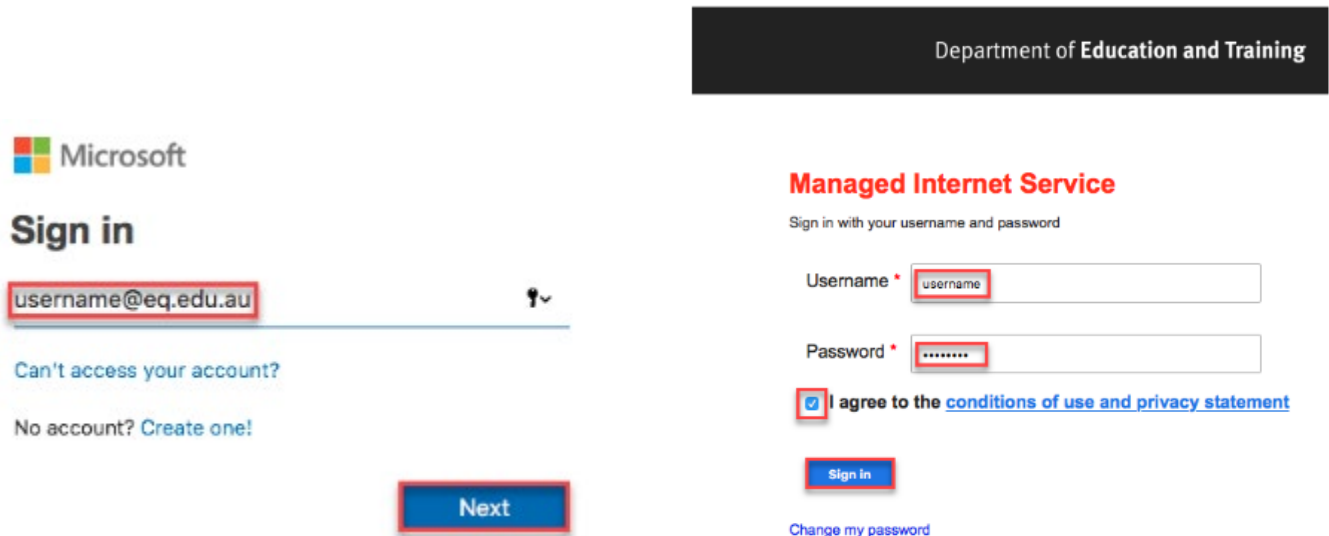 Microsoft
Sign in
username@eq.edu.au
Can't access your account?
No account? Create one!
Next
Department of Education and Training
Managed Internet Service
Sign in with your username and password
Username * username
Password * ••••••••
I agree to the conditions of use and privacy statement
Sign in
Change my password